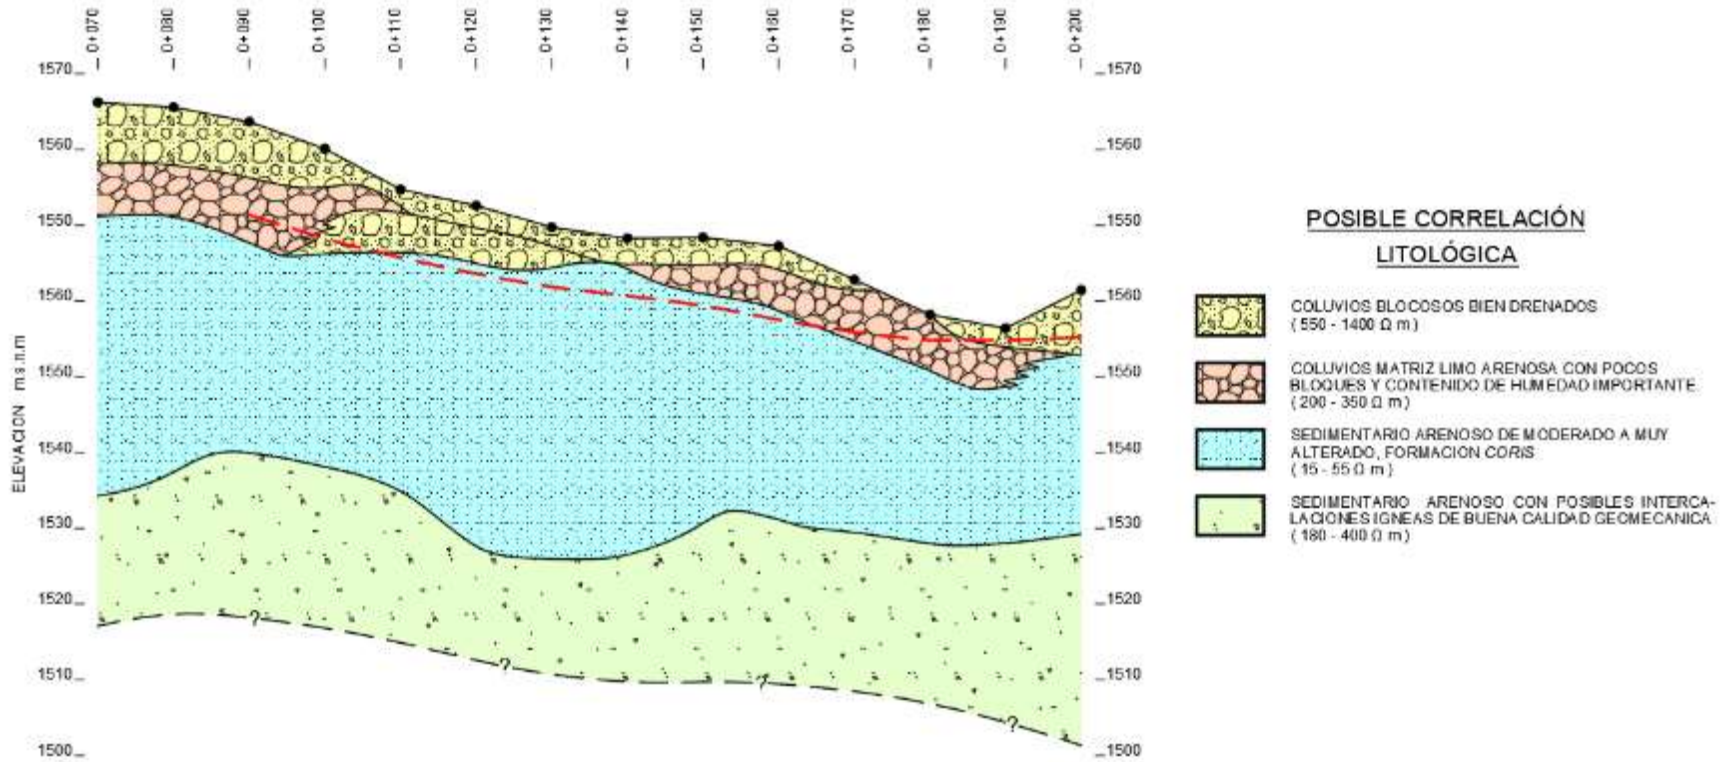 0+070 0+080 0+090 0+100 0+110 0+120 0+130 0+140 0+150 0+160 0+170 0+180 0+190 0+200
1570 1570
1560 1560
1550 1550
1560 1560
1550 1550
1540 1540
1530 1530
1520 1520
1510 1510
1500 1500
ELEVACION m.s.n.m
? ? ? ?
POSIBLE CORRELACIÓN
LITOLÓGICA
COLUVIOS BLOCOSOS BIEN DRENADOS
( 550 - 1400 Ω m )
COLUVIOS MATRIZ LIMO ARENOSA CON POCOS
BLOQUES Y CONTENIDO DE HUMEDAD IMPORTANTE
( 200 - 350 Ω m )
SEDIMENTARIO ARENOSO DE MODERADO A MUY
ALTERADO, FORMACION CORIS
( 15 - 55 Ω m )
SEDIMENTARIO ARENOSO CON POSIBLES INTERCA-
LACIONES IGNEAS DE BUENA CALIDAD GEOMECANICA
( 180 - 400 Ω m )